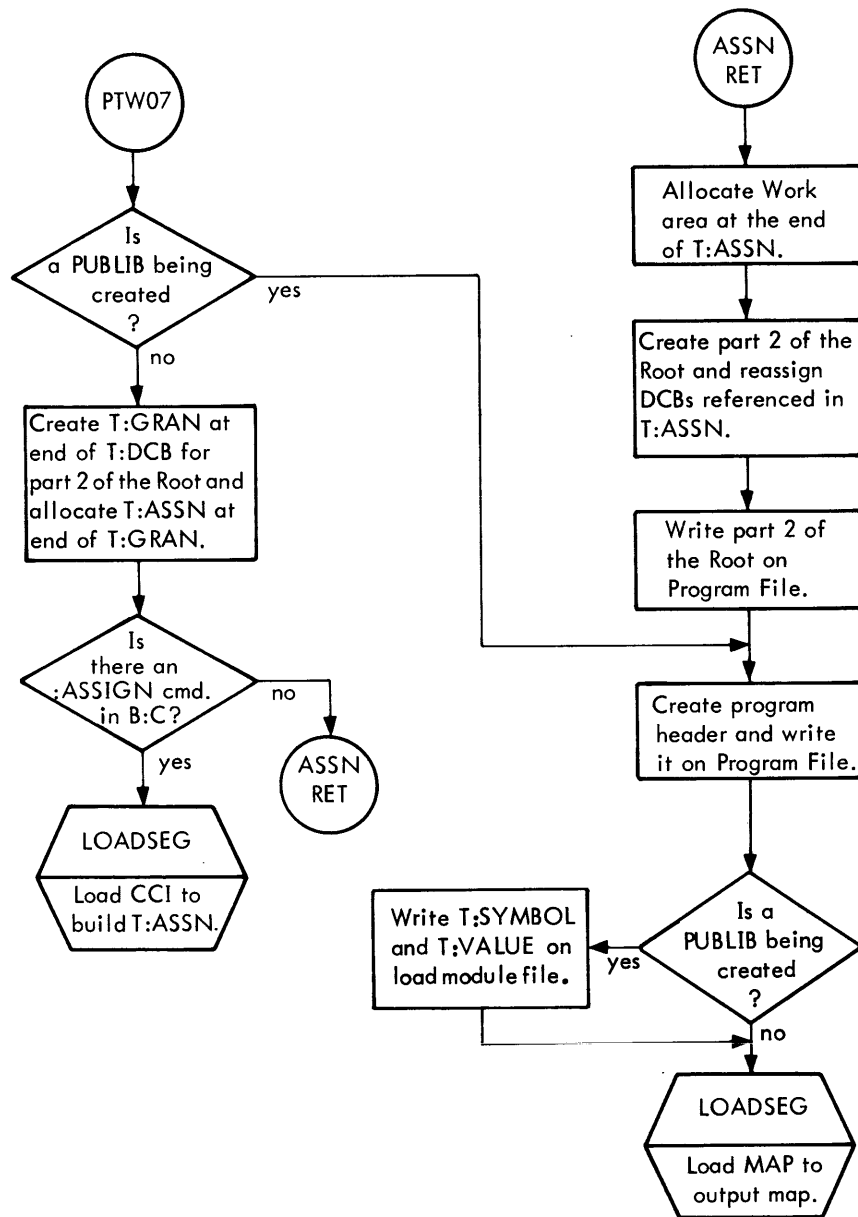 PTW07
Is
a PUBLIB being
created
?
yes
no
Create T:GRAN at
end of T:DCB for
part 2 of the Root and
allocate T:ASSN at
end of T:GRAN.
Is
there an
:ASSIGN cmd.
in B:C?
no
yes
ASSN
RET
LOADSEG
Load CCI to
build T:ASSN.
ASSN
RET
Allocate Work
area at the end
of T:ASSN.
Create part 2 of the
Root and reassign
DCBs referenced in
T:ASSN.
Write part 2 of
the Root on
Program File.
Create program
header and write
it on Program File.
Is a
PUBLIB being
created
?
yes
no
Write T:SYMBOL
and T:VALUE on
load module file.
LOADSEG
Load MAP to
output map.